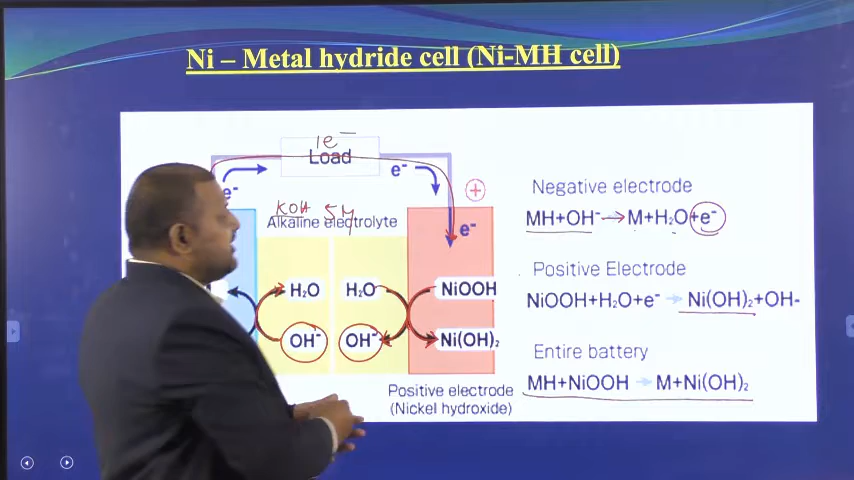 Ni – Metal hydride cell (Ni-MH cell)
1e⁻
Load
e⁻
e⁻
KOH 5M
Alkaline electrolyte
+
e⁻
H₂O
H₂O
NiOOH
OH⁻
OH⁻
Ni(OH)₂
Positive electrode
(Nickel hydroxide)
Negative electrode
MH+OH⁻→M+H₂O+e⁻
Positive Electrode
NiOOH+H₂O+e⁻→Ni(OH)₂+OH-
Entire battery
MH+NiOOH→M+Ni(OH)₂